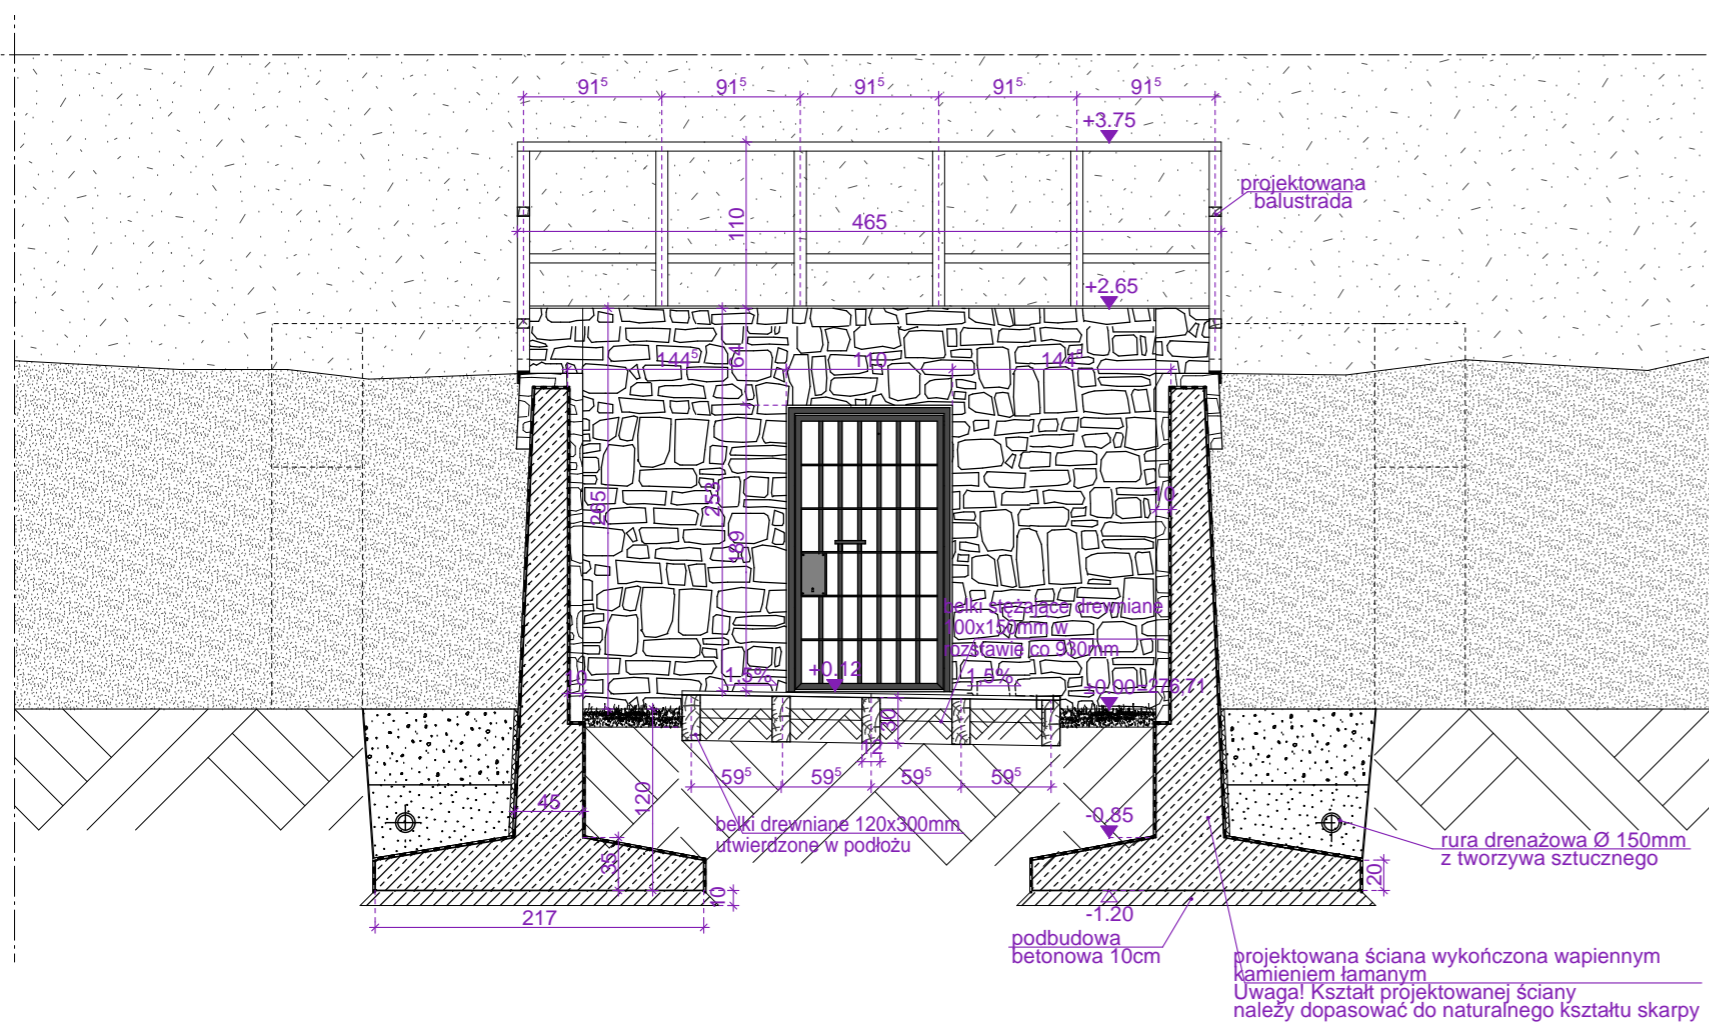 91⁵ 91⁵ 91⁵ 91⁵ 91⁵
+3.75
projektowana
balustrada
110
465
+2.65
144⁵ 64 110 144⁵
265
253
189
10
belki stężające drewniane
100x150mm w
rozstawie co 930mm
10
1.5% +0.12 1.5%
±0.00=276,71
30
12
59⁵ 59⁵ 59⁵ 59⁵
120
45
belki drewniane 120x300mm
utwierdzone w podłożu
-0.85
rura drenażowa Ø 150mm
z tworzywa sztucznego
35
20
10
217
-1.20
podbudowa
betonowa 10cm
projektowana ściana wykończona wapiennym
kamieniem łamanym
Uwaga! Kształt projektowanej ściany
należy dopasować do naturalnego kształtu skarpy